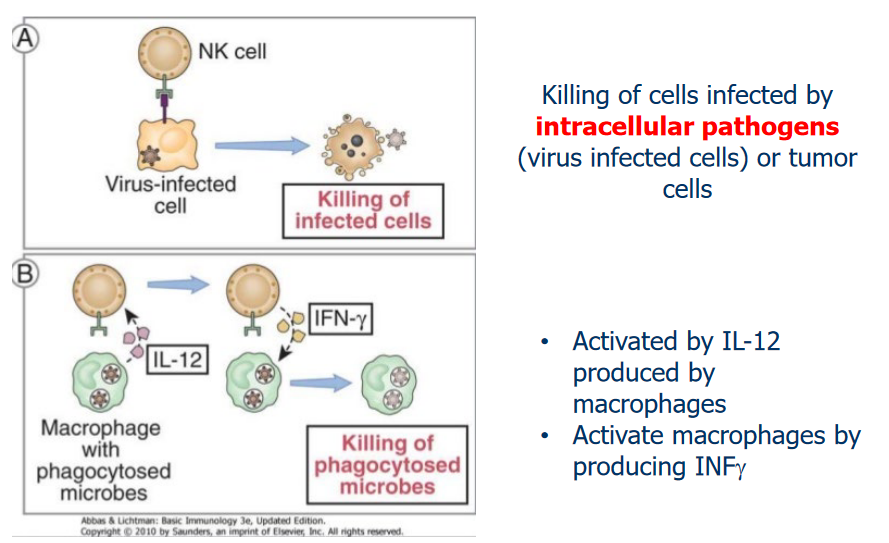 A
NK cell
Virus-infected
cell
Killing of
infected cells
Killing of cells infected by
intracellular pathogens
(virus infected cells) or tumor
cells
B
IL-12
IFN-γ
Macrophage
with
phagocytosed
microbes
Killing of
phagocytosed
microbes
• Activated by IL-12
produced by
macrophages
• Activate macrophages by
producing INFγ
Abbas & Lichtman: Basic Immunology 3e, Updated Edition.
Copyright © 2010 by Saunders, an imprint of Elsevier, Inc. All rights reserved.